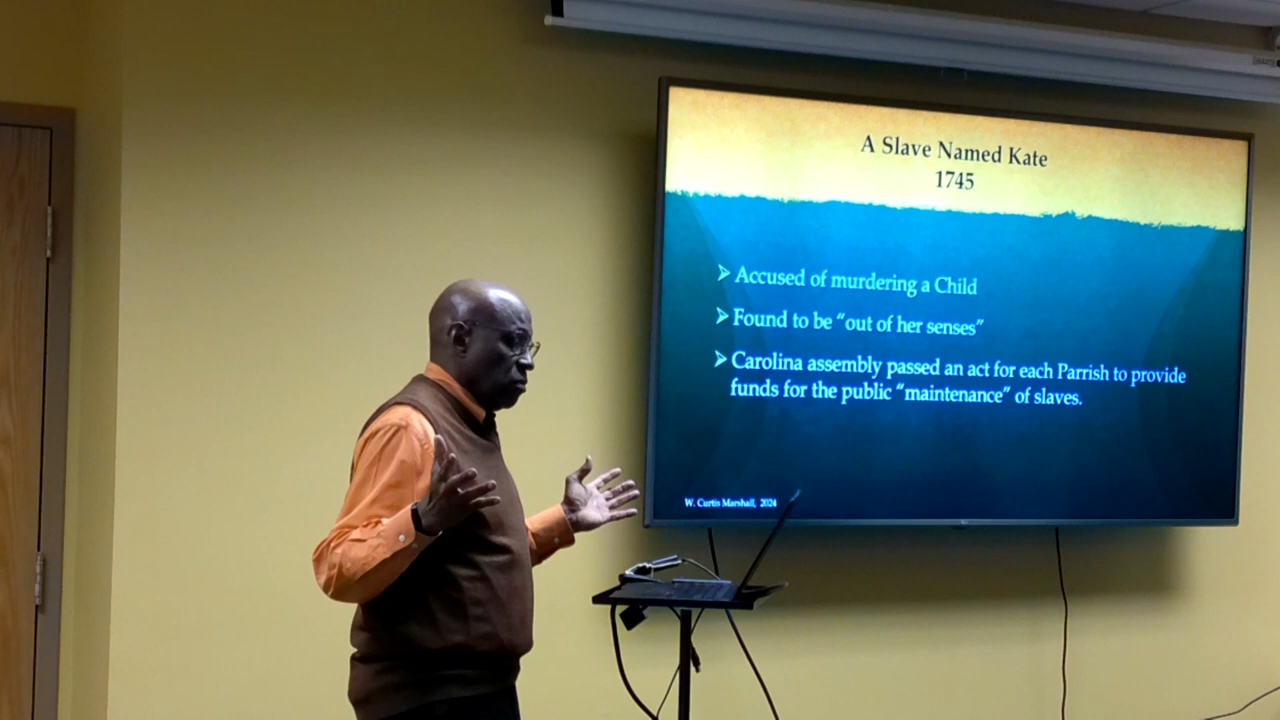 A Slave Named Kate
1745
➢ Accused of murdering a Child
➢ Found to be “out of her senses”
➢ Carolina assembly passed an act for each Parrish to provide
funds for the public “maintenance” of slaves.
W. Curtis Marshall, 2024